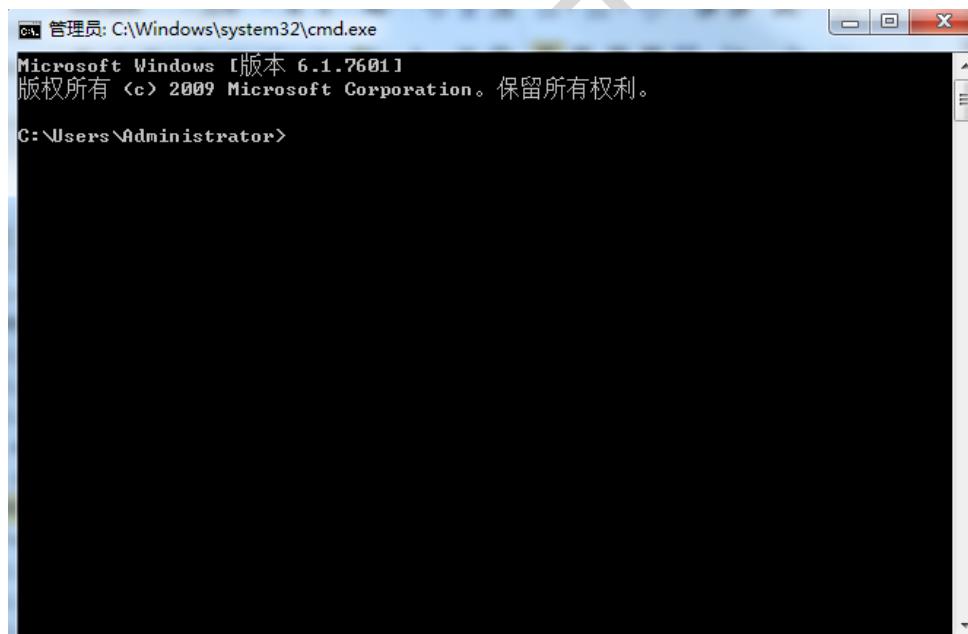 管理员: C:\Windows\system32\cmd.exe
Microsoft Windows [版本 6.1.7601]
版权所有 (c) 2009 Microsoft Corporation。保留所有权利。
C:\Users\Administrator>